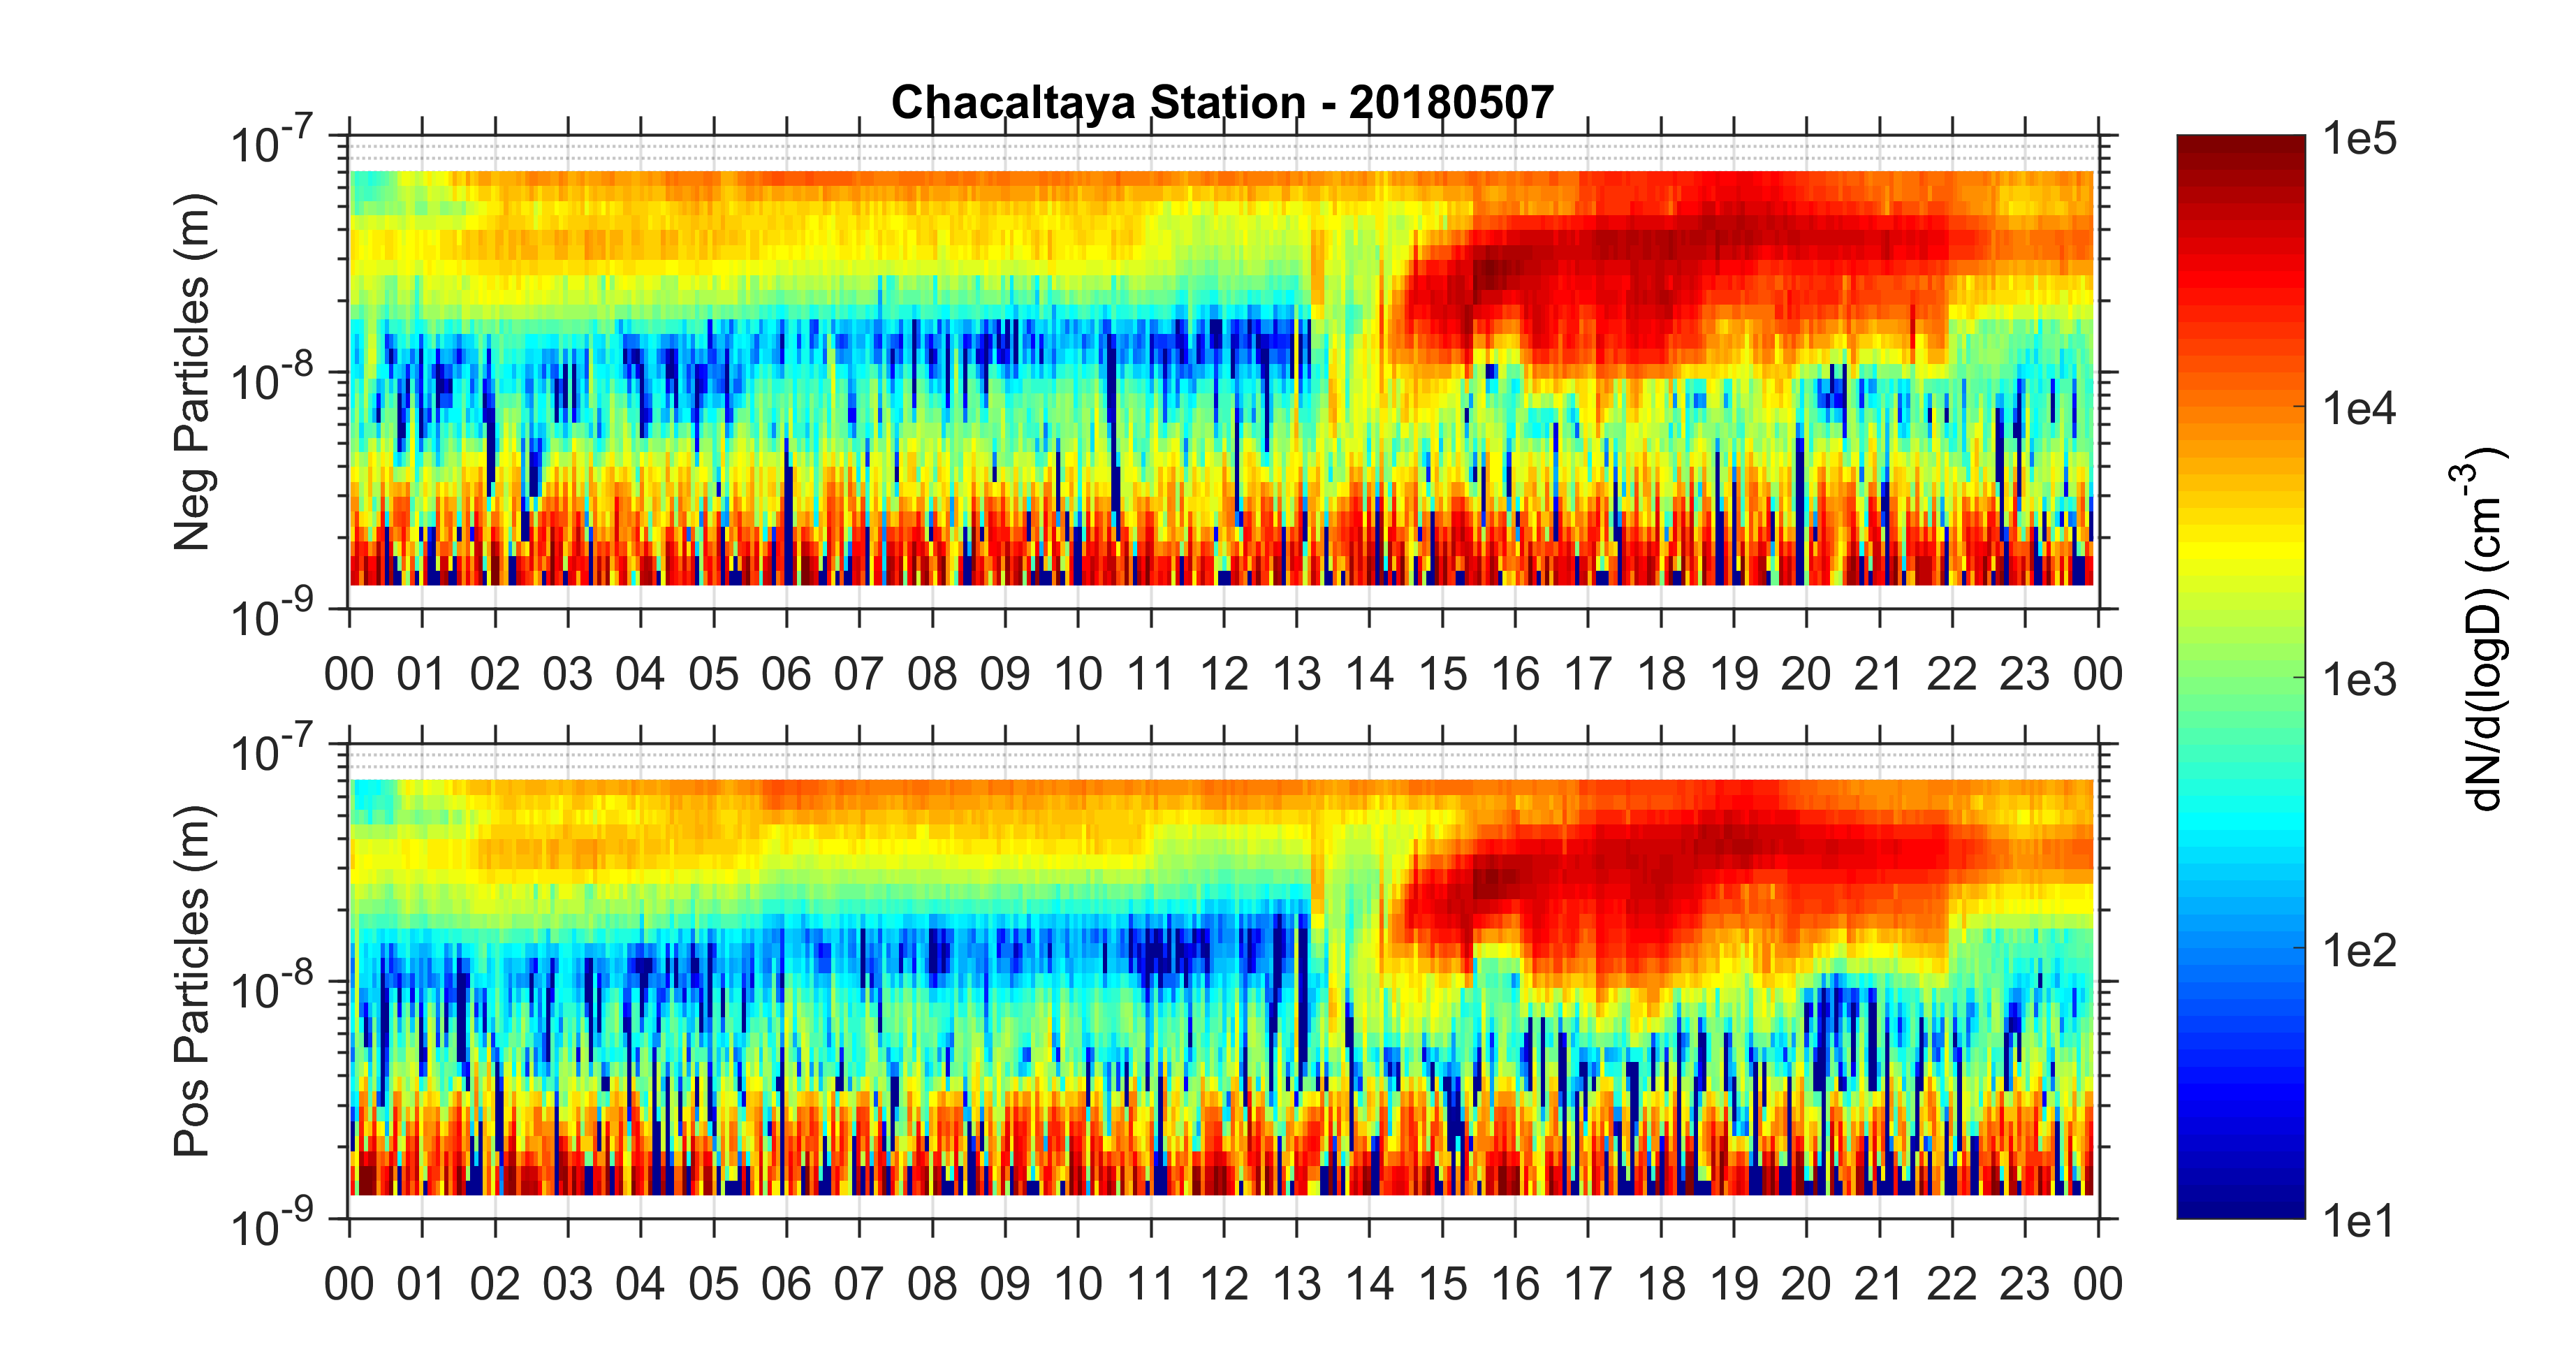 Chacaltaya Station - 20180507
10-7
10-8
10-9
Neg Particles (m)
00 01 02 03 04 05 06 07 08 09 10 11 12 13 14 15 16 17 18 19 20 21 22 23 00
10-7
10-8
10-9
Pos Particles (m)
00 01 02 03 04 05 06 07 08 09 10 11 12 13 14 15 16 17 18 19 20 21 22 23 00
1e5
1e4
1e3
1e2
1e1
dN/d(logD) (cm-3)